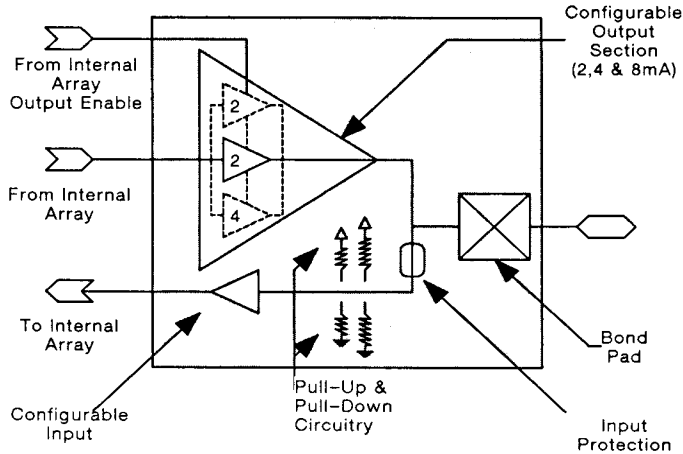 From Internal
Array
Output Enable
Configurable
Output
Section
(2,4 & 8mA)
2
2
4
From Internal
Array
To Internal
Array
Configurable
Input
Pull-Up &
Pull-Down
Circuitry
Bond
Pad
Input
Protection